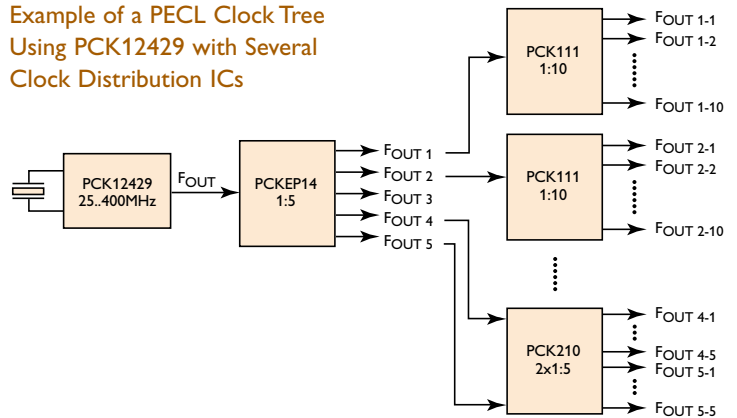 Example of a PECL Clock Tree
Using PCK12429 with Several
Clock Distribution ICs
PCK12429
25..400MHz
FOUT
PCKEP14
1:5
FOUT 1
FOUT 2
FOUT 3
FOUT 4
FOUT 5
PCK111
1:10
FOUT 1-1
FOUT 1-2
FOUT 1-10
PCK111
1:10
FOUT 2-1
FOUT 2-2
FOUT 2-10
PCK210
2x1:5
FOUT 4-1
FOUT 4-5
FOUT 5-1
FOUT 5-5